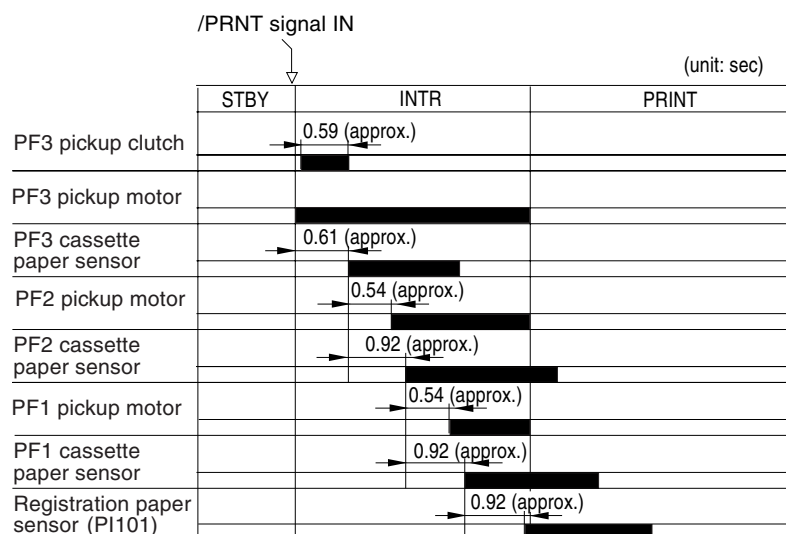 /PRNT signal IN
(unit: sec)
STBY INTR PRINT
0.59 (approx.)
PF3 pickup clutch
PF3 pickup motor
PF3 cassette
paper sensor
0.61 (approx.)
PF2 pickup motor
0.54 (approx.)
PF2 cassette
paper sensor
0.92 (approx.)
PF1 pickup motor
0.54 (approx.)
PF1 cassette
paper sensor
0.92 (approx.)
Registration paper
sensor (PI101)
0.92 (approx.)